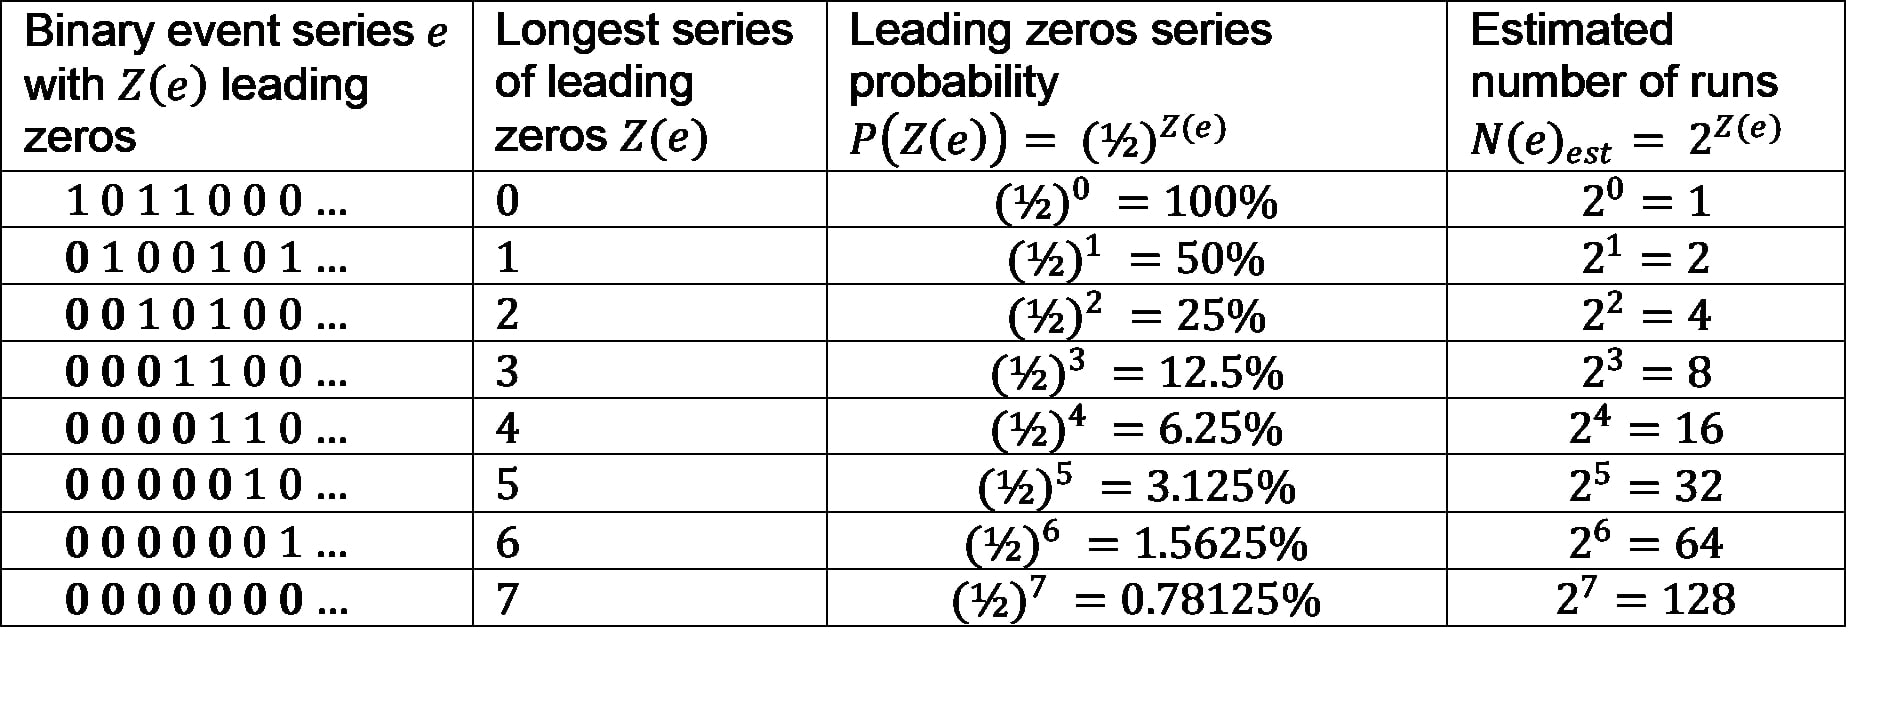 Binary event series e
with Z(e) leading
zeros
Longest series
of leading
zeros Z(e)
Leading zeros series
probability
P(Z(e)) = (½)^Z(e)
Estimated
number of runs
N(e)_est = 2^Z(e)
1 0 1 1 0 0 0 ... 0 (½)^0 = 100% 2^0 = 1
0 1 0 0 1 0 1 ... 1 (½)^1 = 50% 2^1 = 2
0 0 1 0 1 0 0 ... 2 (½)^2 = 25% 2^2 = 4
0 0 0 1 1 0 0 ... 3 (½)^3 = 12.5% 2^3 = 8
0 0 0 0 1 1 0 ... 4 (½)^4 = 6.25% 2^4 = 16
0 0 0 0 0 1 0 ... 5 (½)^5 = 3.125% 2^5 = 32
0 0 0 0 0 0 1 ... 6 (½)^6 = 1.5625% 2^6 = 64
0 0 0 0 0 0 0 ... 7 (½)^7 = 0.78125% 2^7 = 128